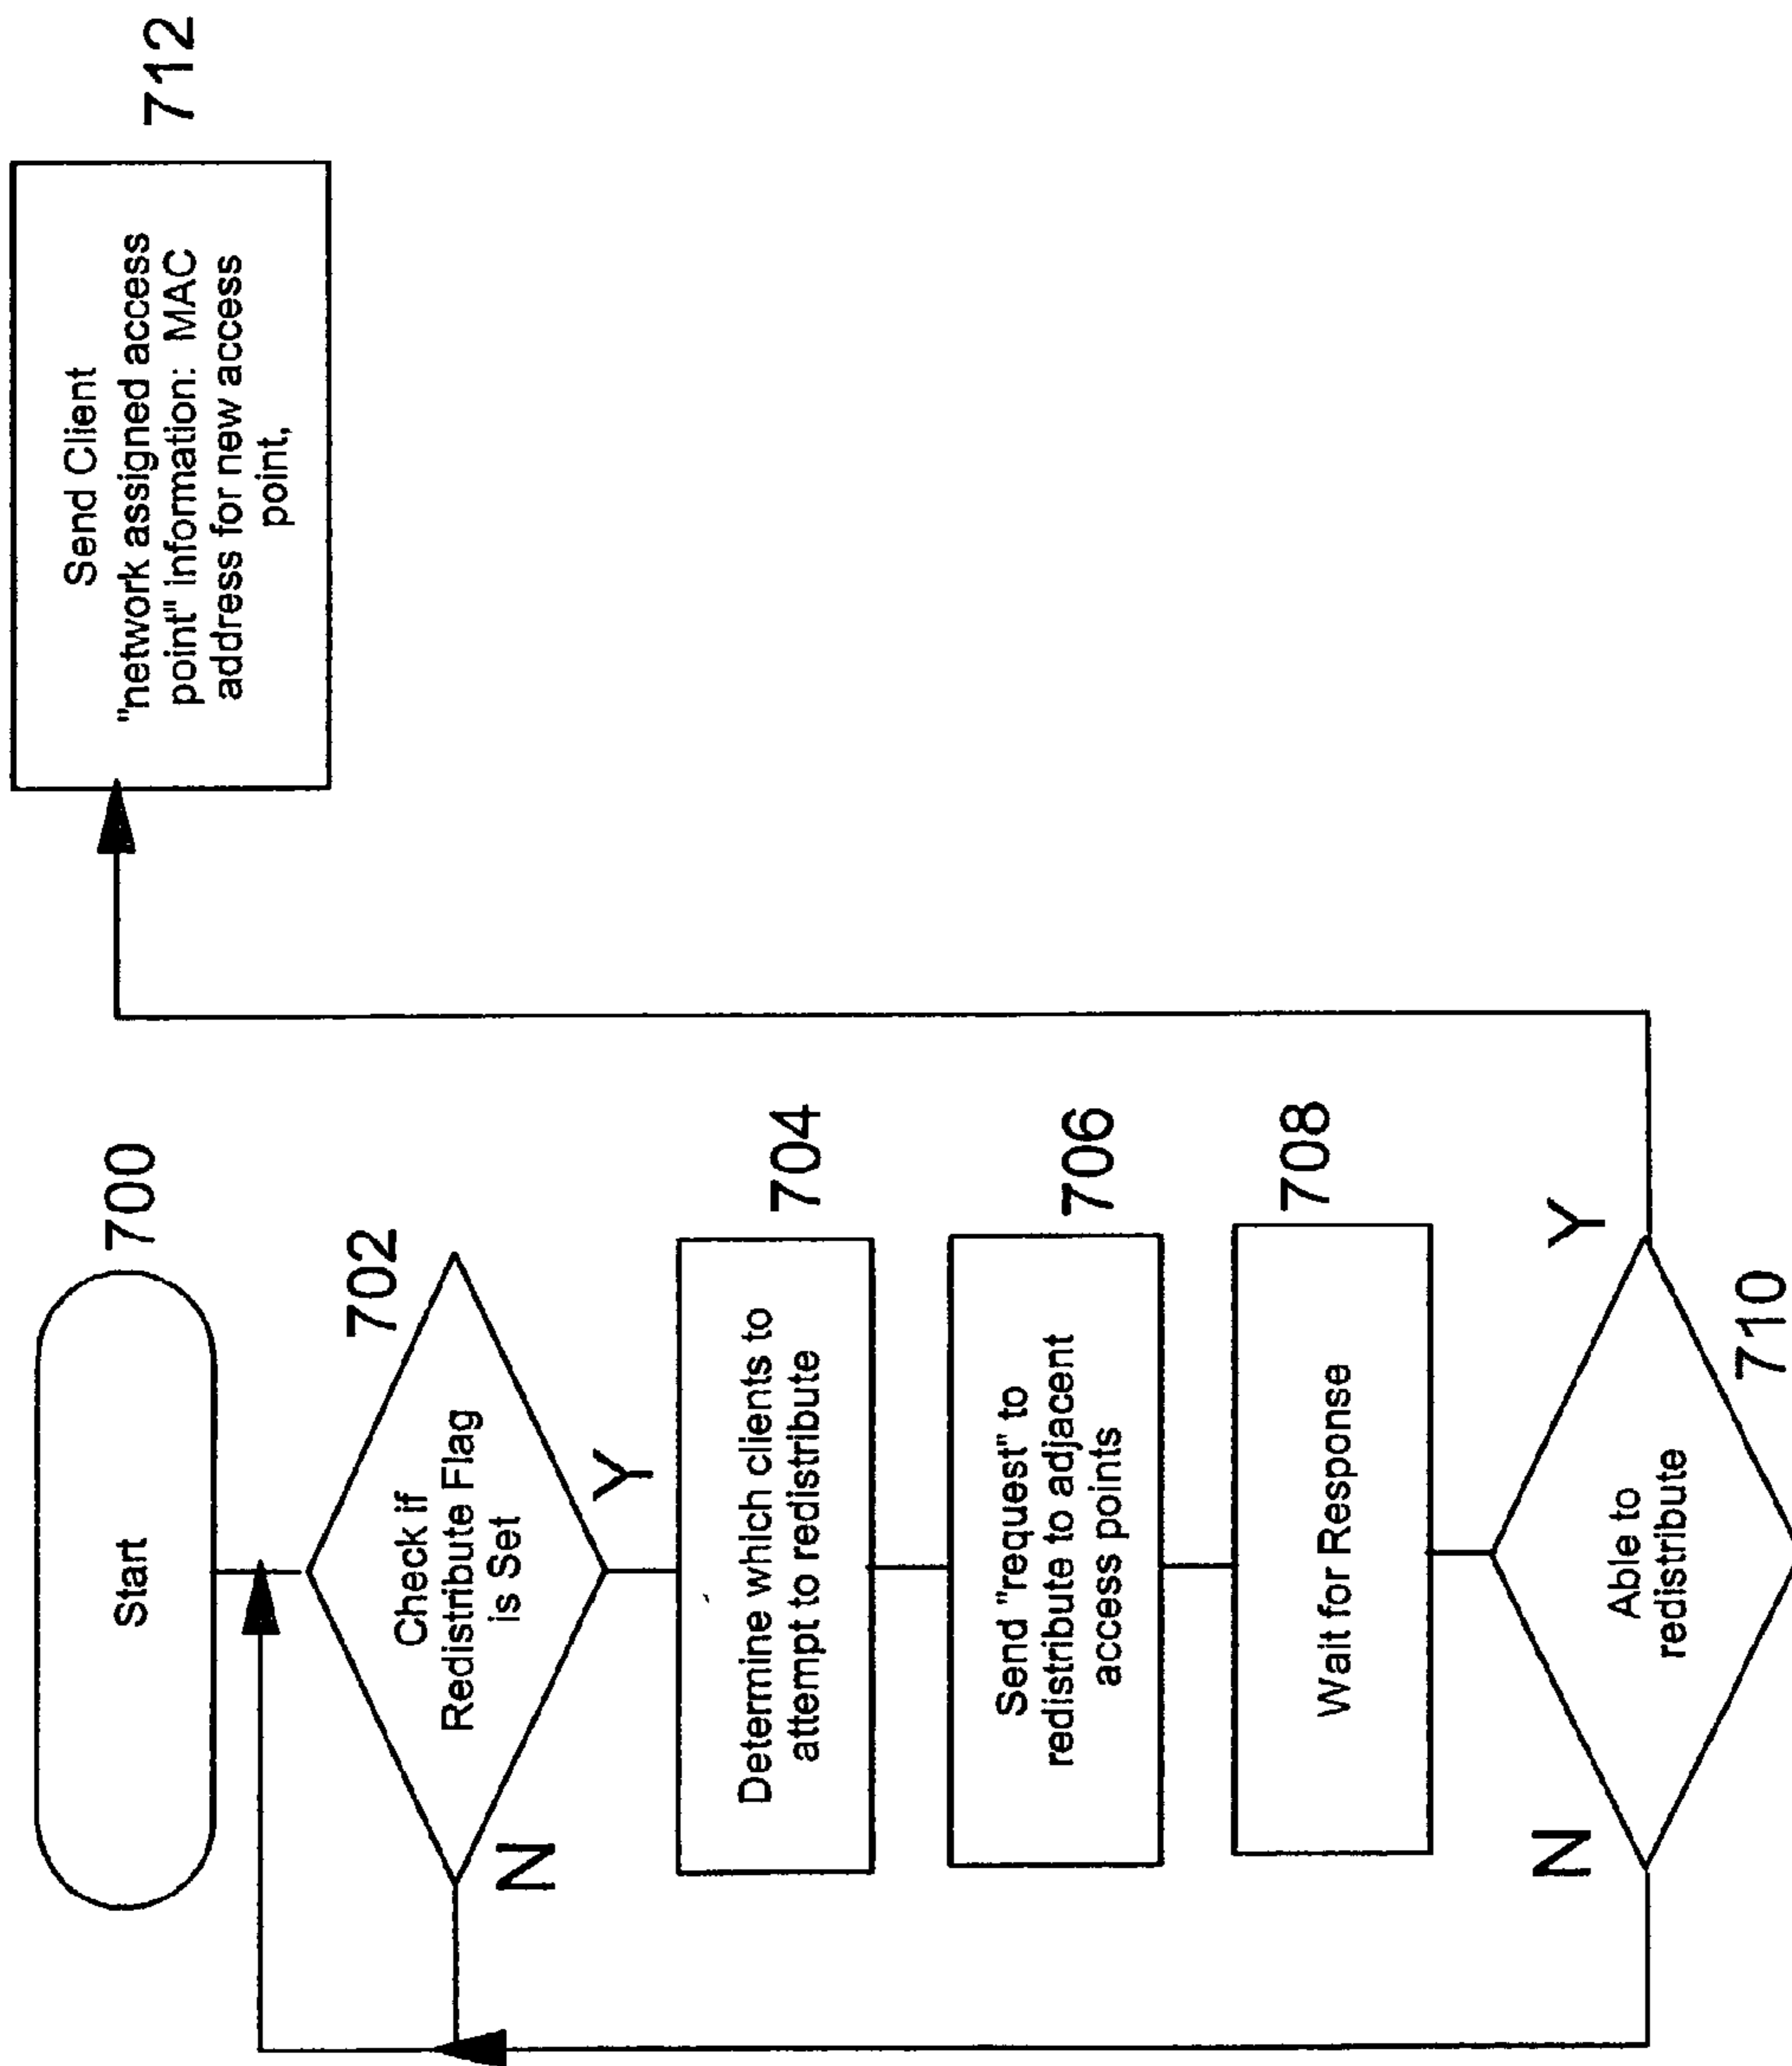 700
Start
702
Check if
Redistribute Flag
is Set
N
Y
704
Determine which clients to
attempt to redistribute
706
Send "request" to
redistribute to adjacent
access points
708
Wait for Response
N
Y
Able to
redistribute
710
712
Send Client
"network assigned access
point" information: MAC
address for new access
point,